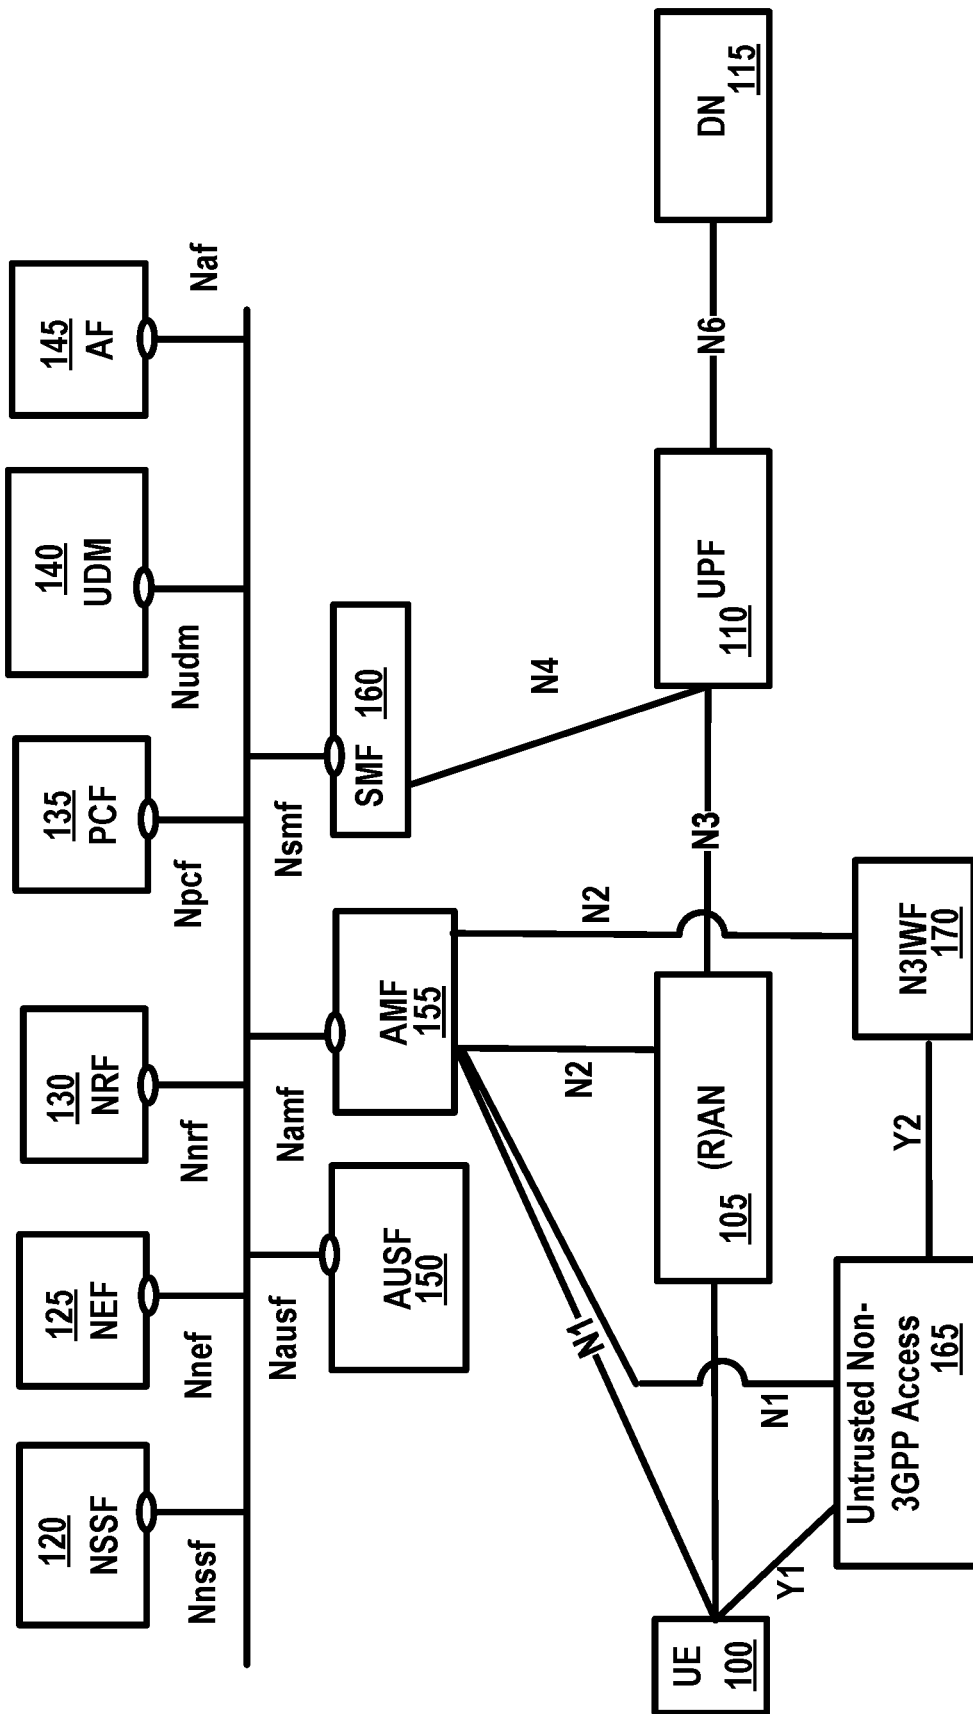 120
NSSF
125
NEF
130
NRF
135
PCF
140
UDM
145
AF
Nnssf
Nnef
Nnrf
Npcf
Nudm
Naf
Nausf
Namf
Nsmf
AUSF
150
AMF
155
SMF 160
N1
N2
N2
N4
UE
100
(R)AN
105
N3
UPF
110
N6
DN
115
N1
Y1
Untrusted Non-
3GPP Access
165
Y2
N3IWF
170